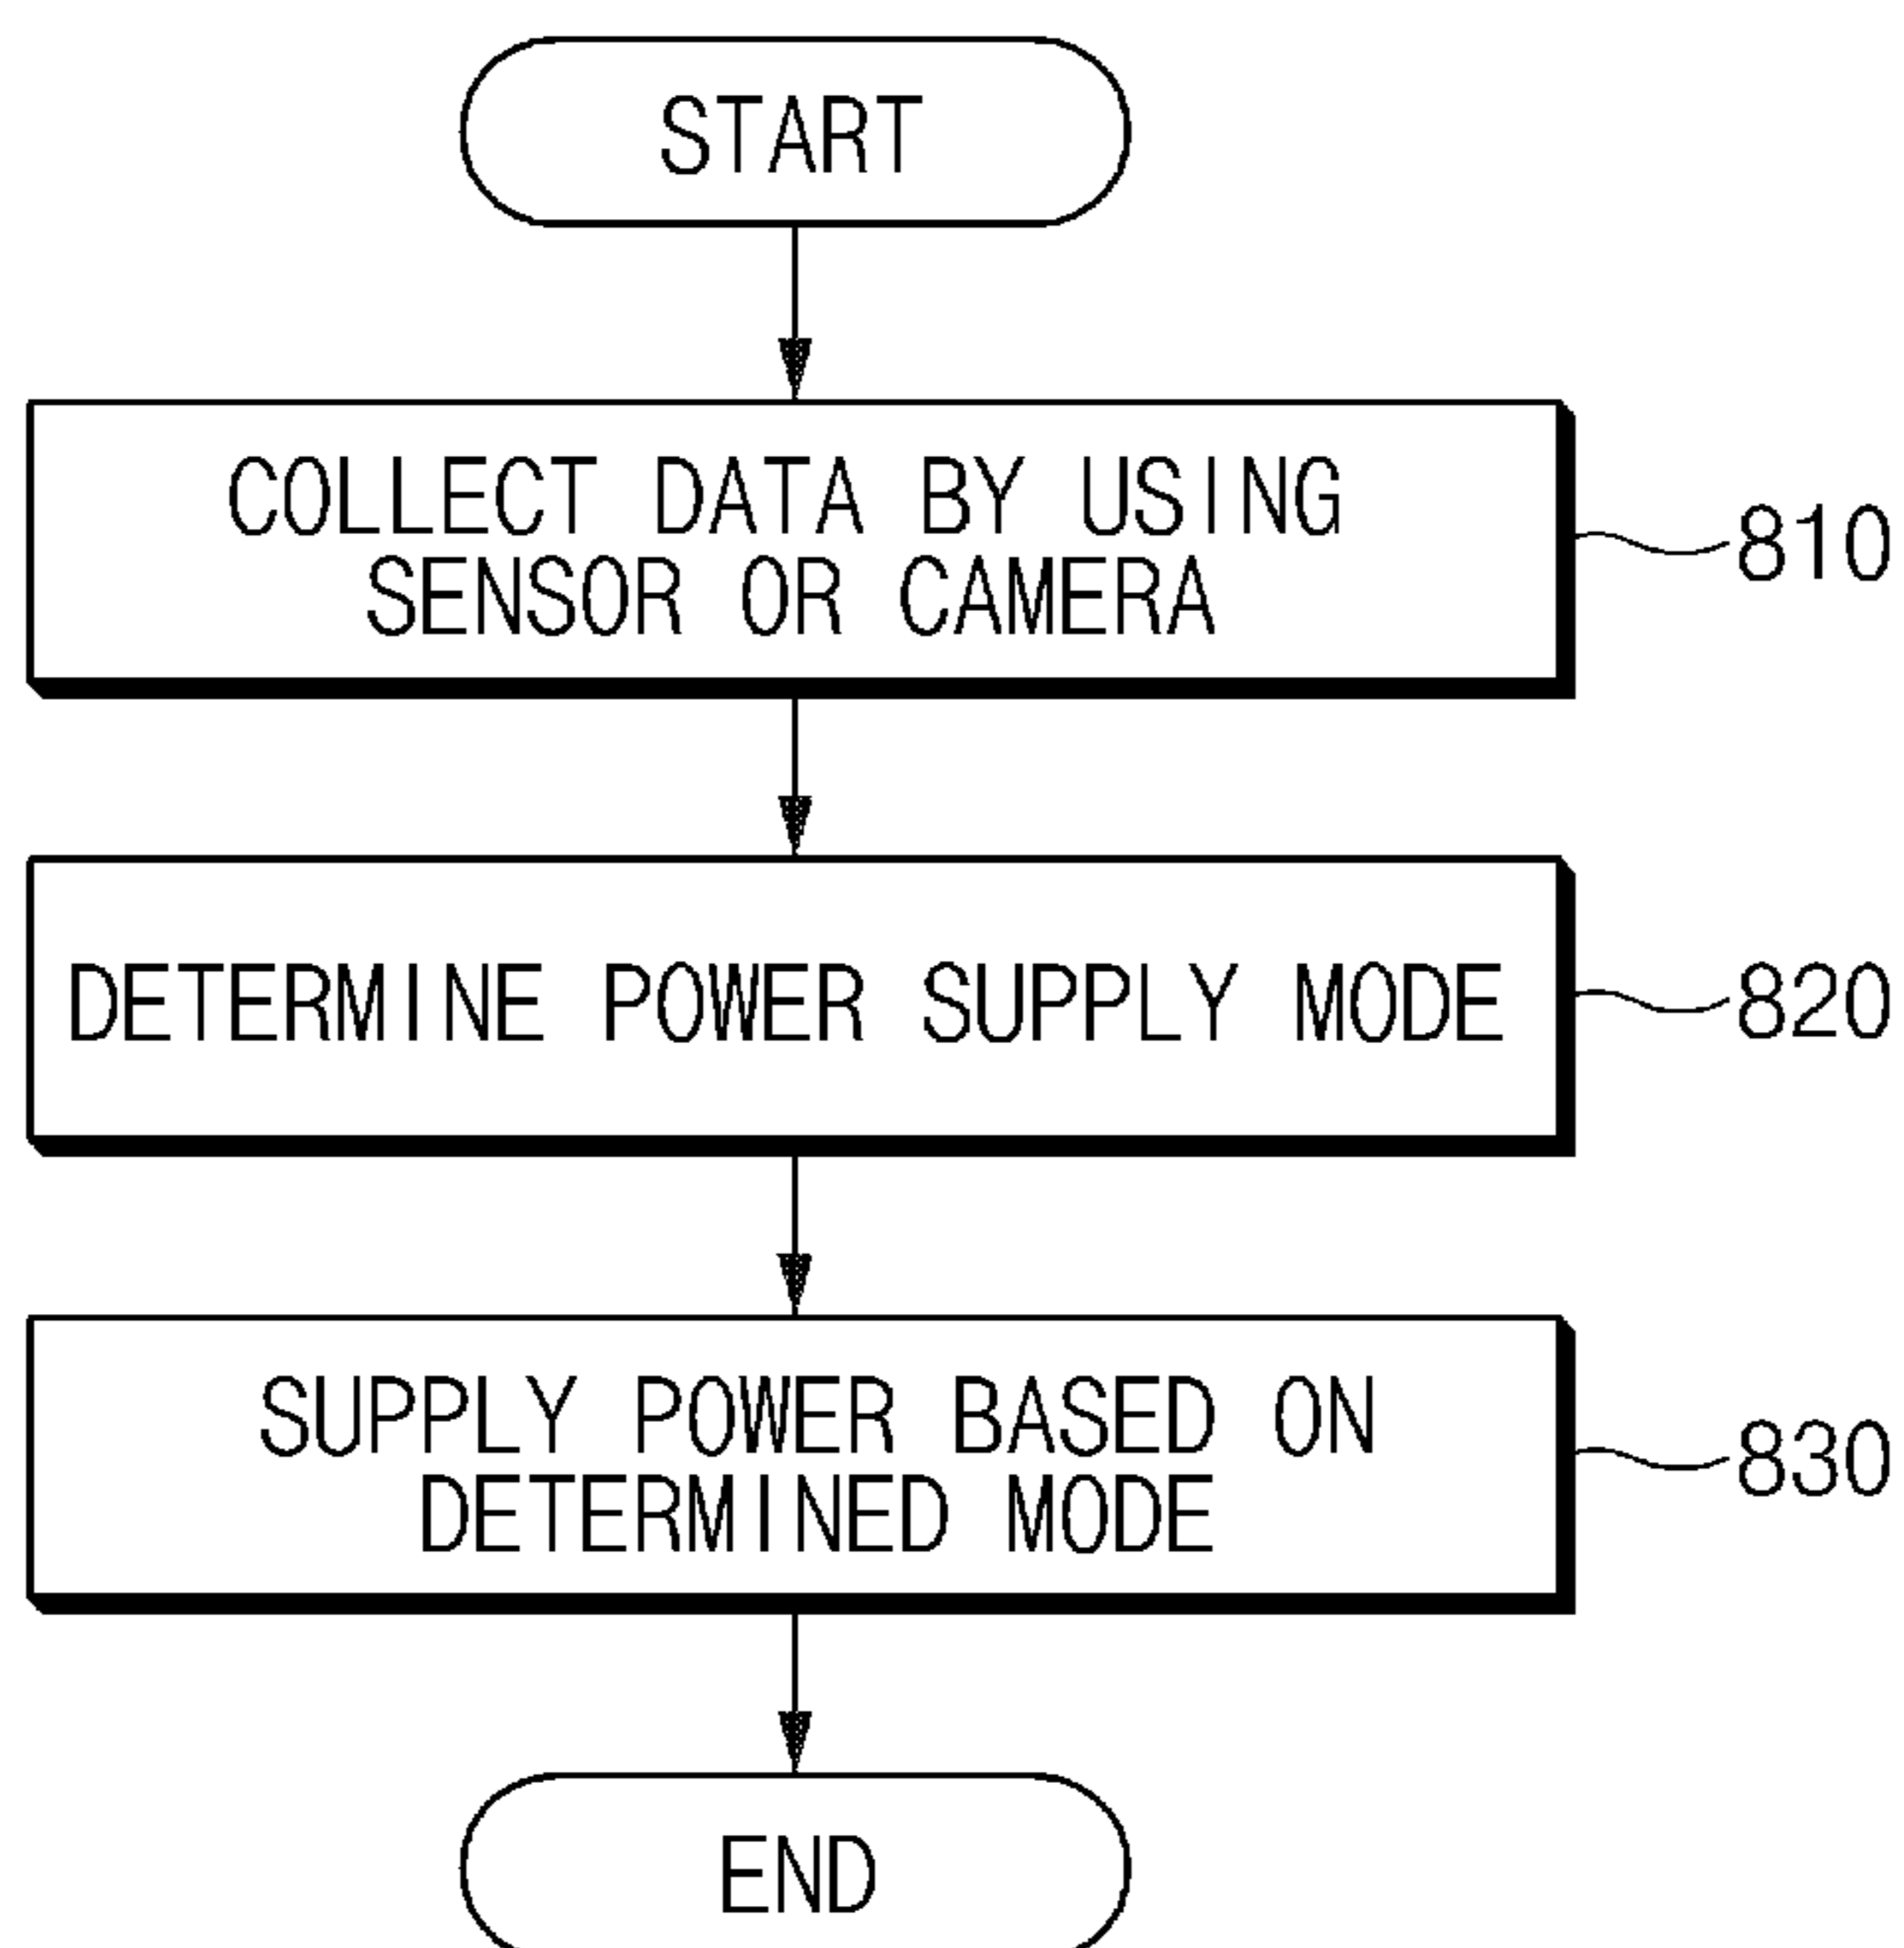 START
COLLECT DATA BY USING
SENSOR OR CAMERA
810
DETERMINE POWER SUPPLY MODE
820
SUPPLY POWER BASED ON
DETERMINED MODE
830
END